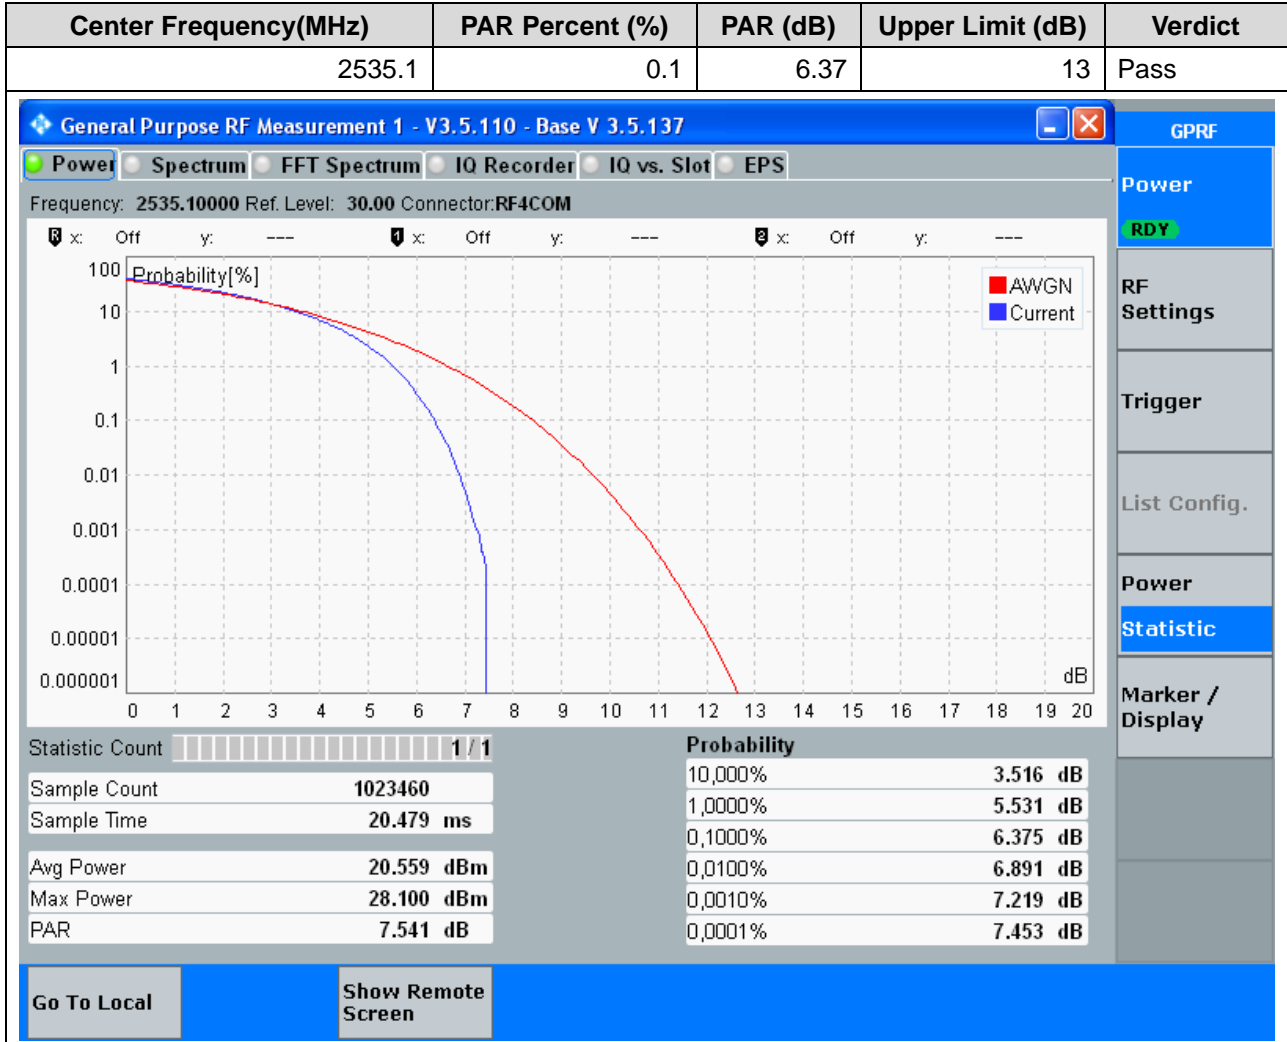 Center Frequency(MHz) PAR Percent (%) PAR (dB) Upper Limit (dB) Verdict
2535.1 0.1 6.37 13 Pass
General Purpose RF Measurement 1 - V3.5.110 - Base V 3.5.137
GPRF
Power Spectrum FFT Spectrum IQ Recorder IQ vs. Slot EPS
Power
RDY
Frequency: 2535.10000 Ref. Level: 30.00 Connector:RF4COM
R x: Off y: --- 1 x: Off y: --- 2 x: Off y: ---
100 Probability[%]
AWGN
Current
RF
Settings
10
1
Trigger
0.1
0.01
List Config.
0.001
0.0001
Power
Statistic
0.00001
0.000001
dB
Marker /
Display
0 1 2 3 4 5 6 7 8 9 10 11 12 13 14 15 16 17 18 19 20
Statistic Count 1 / 1
Probability
Sample Count 1023460
Sample Time 20.479 ms
Avg Power 20.559 dBm
Max Power 28.100 dBm
PAR 7.541 dB
10,000% 3.516 dB
1,0000% 5.531 dB
0,1000% 6.375 dB
0,0100% 6.891 dB
0,0010% 7.219 dB
0,0001% 7.453 dB
Go To Local
Show Remote
Screen